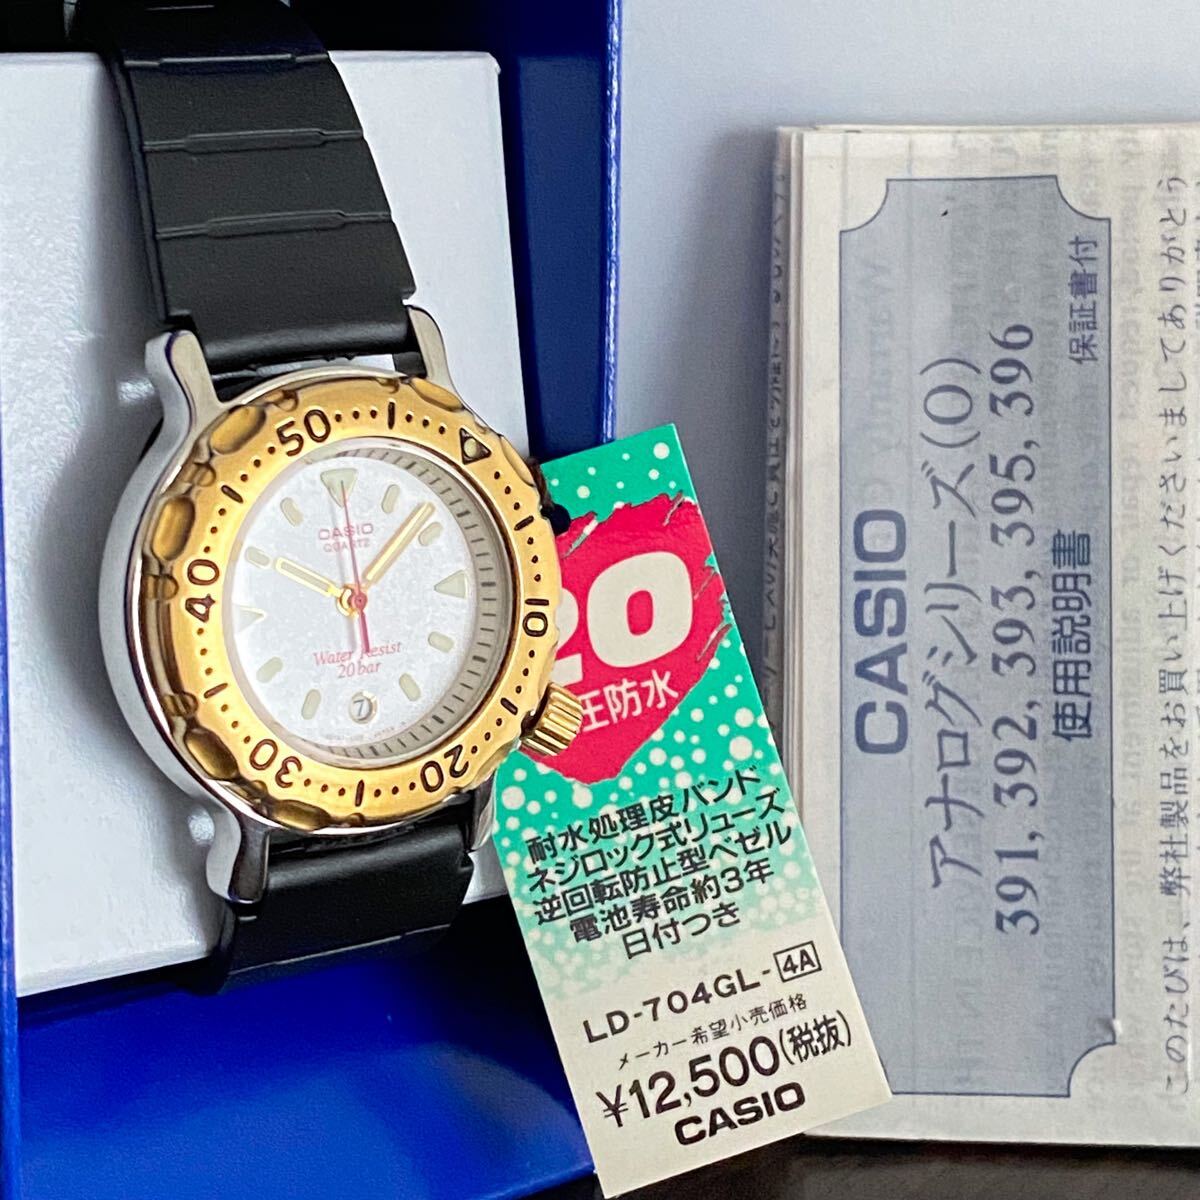 50
40
30
20
10
CASIO
QUARTZ
Water Resist
20 bar
7
20
圧防水
耐水処理皮バンド
ネジロック式リューズ
逆回転防止型ベゼル
電池寿命約3年
日付つき
LD-704GL-4A
メーカー希望小売価格
¥12,500(税抜)
CASIO
CASIO
アナログシリーズ(O)
391, 392, 393, 395, 396
使用説明書
保証書付
このたびは、弊社製品をお買い上げくださいましてありがとう